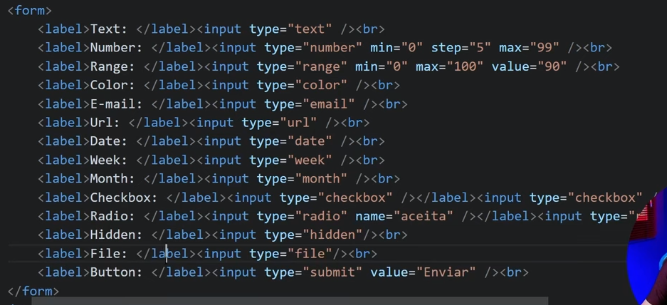 <form>
<label>Text: </label><input type="text" /><br>
<label>Number: </label><input type="number" min="0" step="5" max="99" /><br>
<label>Range: </label><input type="range" min="0" max="100" value="90" /><br>
<label>Color: </label><input type="color" /><br>
<label>E-mail: </label><input type="email" /><br>
<label>Url: </label><input type="url" /><br>
<label>Date: </label><input type="date" /><br>
<label>Week: </label><input type="week" /><br>
<label>Month: </label><input type="month" /><br>
<label>Checkbox: </label><input type="checkbox" /></label><input type="checkbox" /
<label>Radio: </label><input type="radio" name="aceita" /></label><input type="
<label>Hidden: </label><input type="hidden"/><br>
<label>File: </label><input type="file"/><br>
<label>Button: </label><input type="submit" value="Enviar" /><br>
</form>